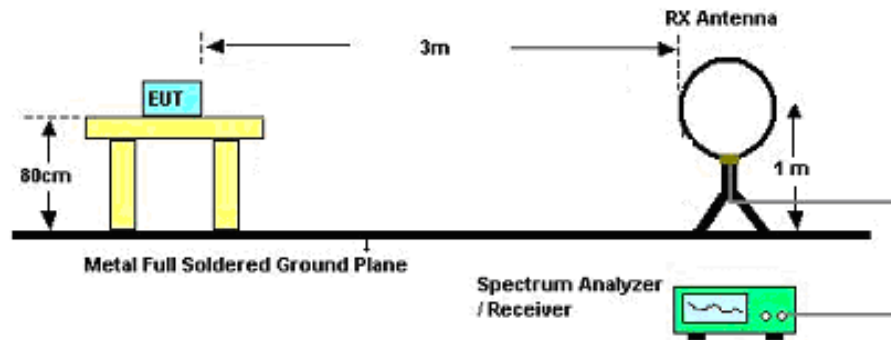 RX Antenna
3m
EUT
80cm
1 m
Metal Full Soldered Ground Plane
Spectrum Analyzer
/ Receiver